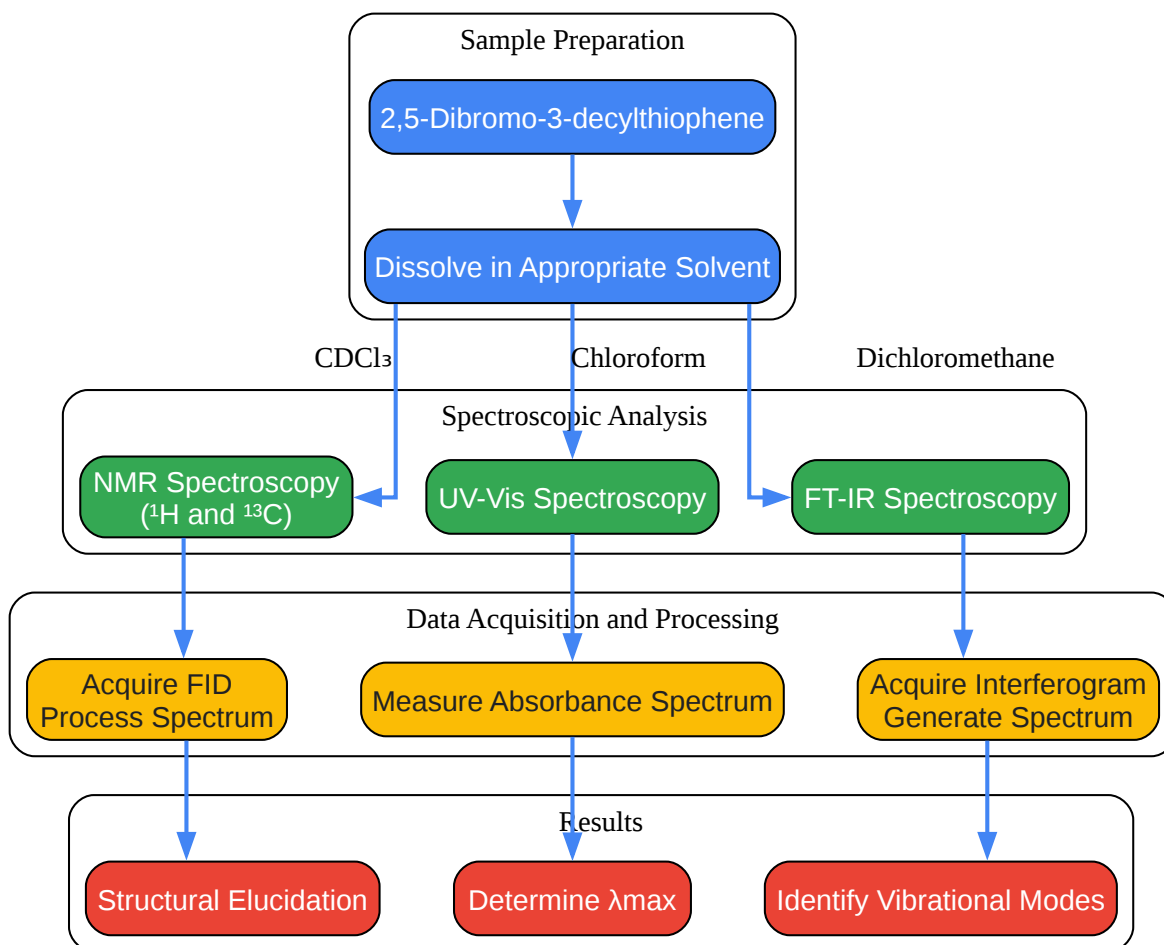 Sample Preparation
2,5-Dibromo-3-decylthiophene
Dissolve in Appropriate Solvent
CDCl₃
Chloroform
Dichloromethane
Spectroscopic Analysis
NMR Spectroscopy
(¹H and ¹³C)
UV-Vis Spectroscopy
FT-IR Spectroscopy
Data Acquisition and Processing
Acquire FID
Process Spectrum
Measure Absorbance Spectrum
Acquire Interferogram
Generate Spectrum
Results
Structural Elucidation
Determine λmax
Identify Vibrational Modes